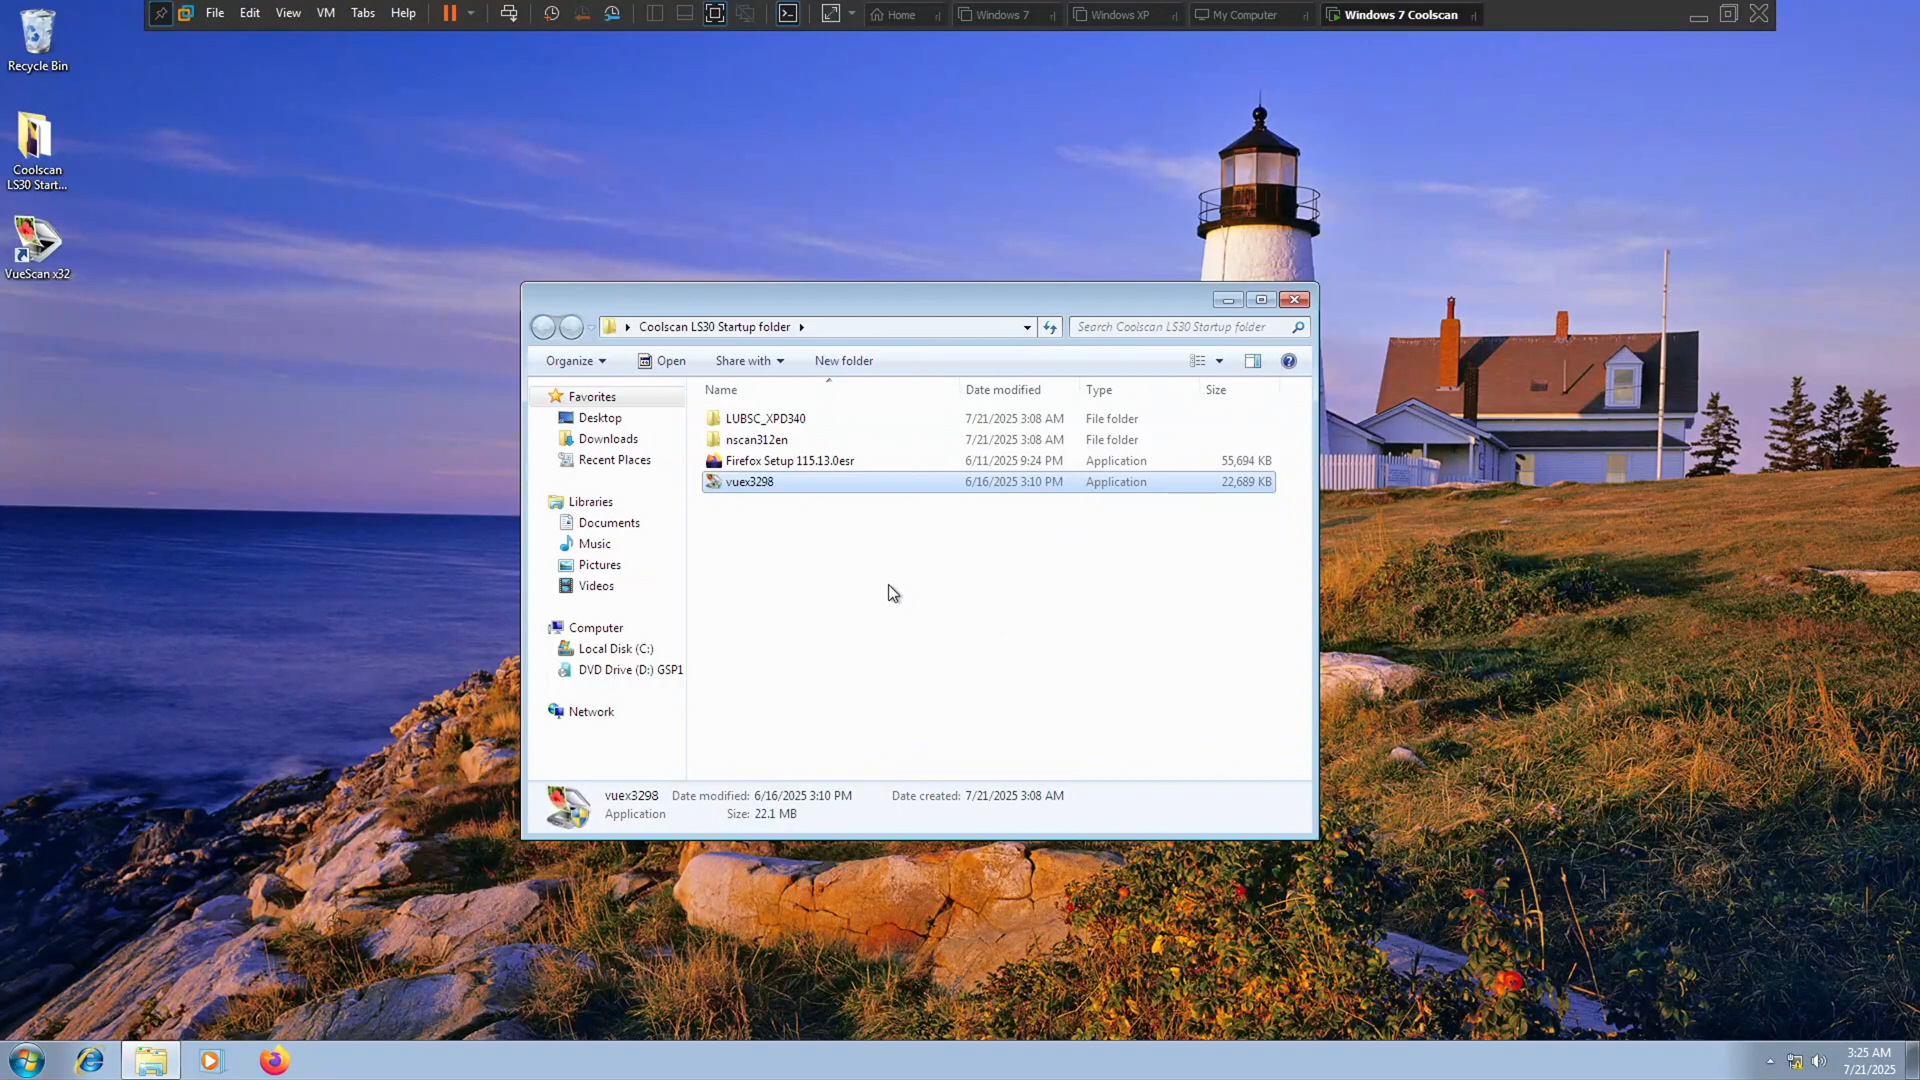 File Edit View VM Tabs Help
Home
Windows 7
Windows XP
My Computer
Windows 7 Coolscan
Recycle Bin
Coolscan
LS30 Start...
VueScan x32
Coolscan LS30 Startup folder
Search Coolscan LS30 Startup folder
Organize
Open
Share with
New folder
Name Date modified Type Size
LUBSC_XPD340 7/21/2025 3:08 AM File folder
nscan312en 7/21/2025 3:08 AM File folder
Firefox Setup 115.13.0esr 6/11/2025 9:24 PM Application 55,694 KB
vuex3298 6/16/2025 3:10 PM Application 22,689 KB
Favorites
Desktop
Downloads
Recent Places
Libraries
Documents
Music
Pictures
Videos
Computer
Local Disk (C:)
DVD Drive (D:) GSP1
Network
vuex3298 Date modified: 6/16/2025 3:10 PM Date created: 7/21/2025 3:08 AM
Application Size: 22.1 MB
3:25 AM
7/21/2025